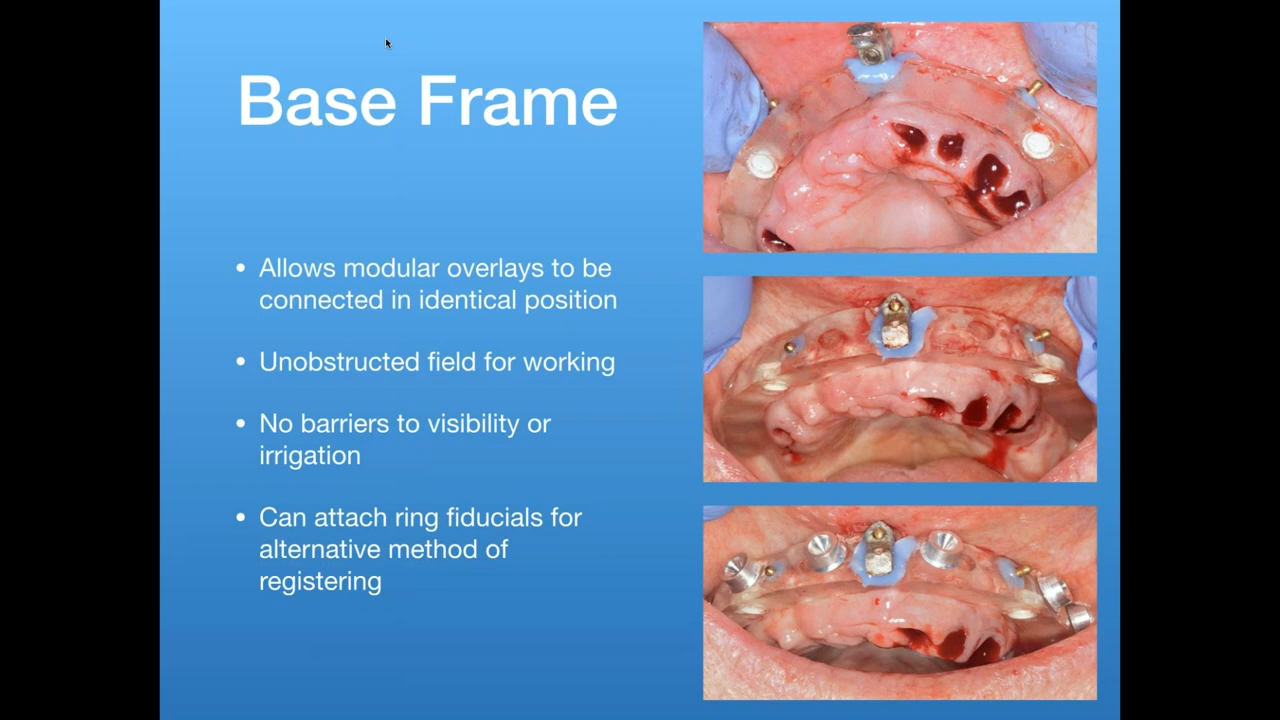 Base Frame
• Allows modular overlays to be
connected in identical position
• Unobstructed field for working
• No barriers to visibility or
irrigation
• Can attach ring fiducials for
alternative method of
registering